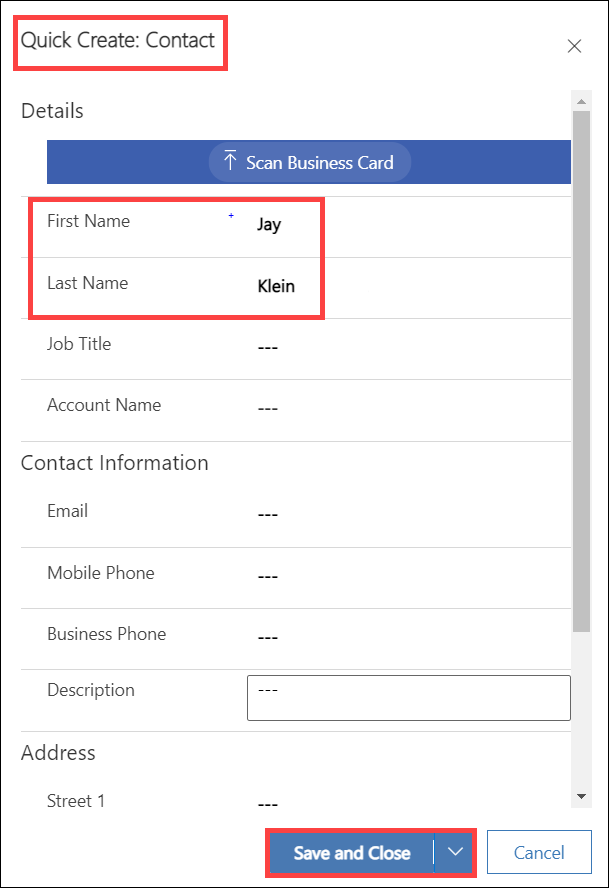 Quick Create: Contact
Details
Scan Business Card
First Name + Jay
Last Name Klein
Job Title ---
Account Name ---
Contact Information
Email ---
Mobile Phone ---
Business Phone ---
Description ---
Address
Street 1 ---
Save and Close Cancel